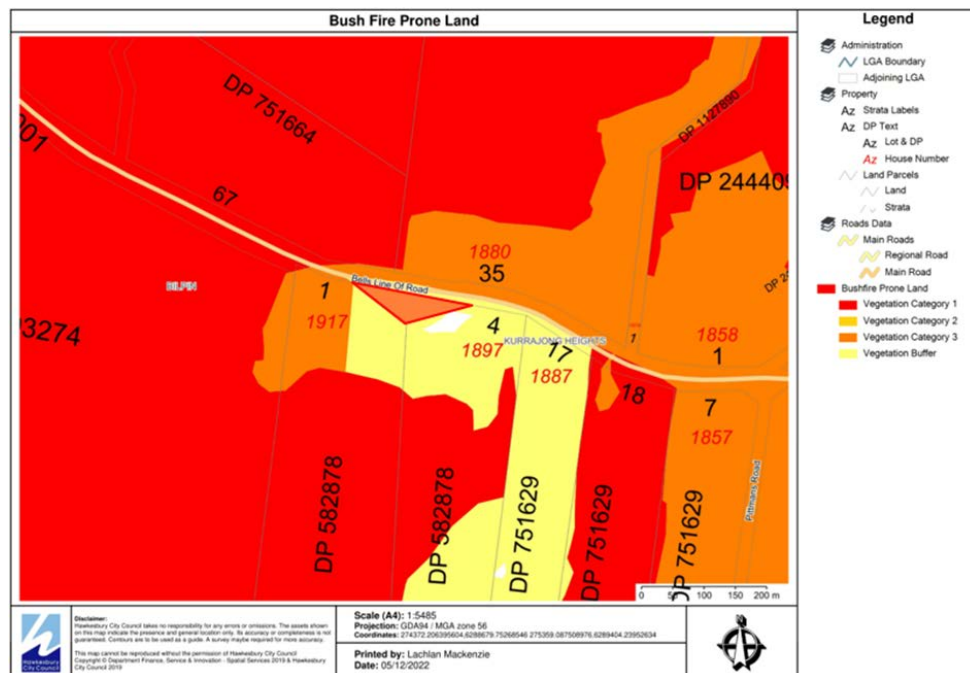 Bush Fire Prone Land
Legend
Administration
LGA Boundary
Adjoining LGA
Property
Az Strata Labels
Az DP Text
Az Lot & DP
Az House Number
Land Parcels
Land
Strata
Roads Data
Main Roads
Regional Road
Main Road
Bushfire Prone Land
Vegetation Category 1
Vegetation Category 2
Vegetation Category 3
Vegetation Buffer
DP 751664
DP 1127890
DP 244409
67
1880
35
Bells Line Of Road
BILPIN
1
1917
4
1897
KURRAJONG HEIGHTS
17
1887
1
1858
1
18
7
1857
03274
DP 582878
DP 582878
DP 751629
DP 751629
DP 751629
Pittmans Road
0 50 100 200 m
Hawkesbury City Council
Disclaimer:
Hawkesbury City Council takes no responsibility for any errors or omissions. The assets shown
on this map indicate the presence and general location only. Its accuracy or completeness is not
guaranteed. Contours are to be used as a guide. A survey maybe required for more accuracy.
This map cannot be reproduced without the permission of Hawkesbury City Council
Copyright © Department Finance, Service & Innovation - Spatial Services 2019 & Hawkesbury
City Council 2019
Scale (A4): 1:5485
Projection: GDA94 / MGA zone 56
Coordinates: 274372.206395604,6288679.75268546 275359.087508976,6289404.23952634
Printed by: Lachlan Mackenzie
Date: 05/12/2022